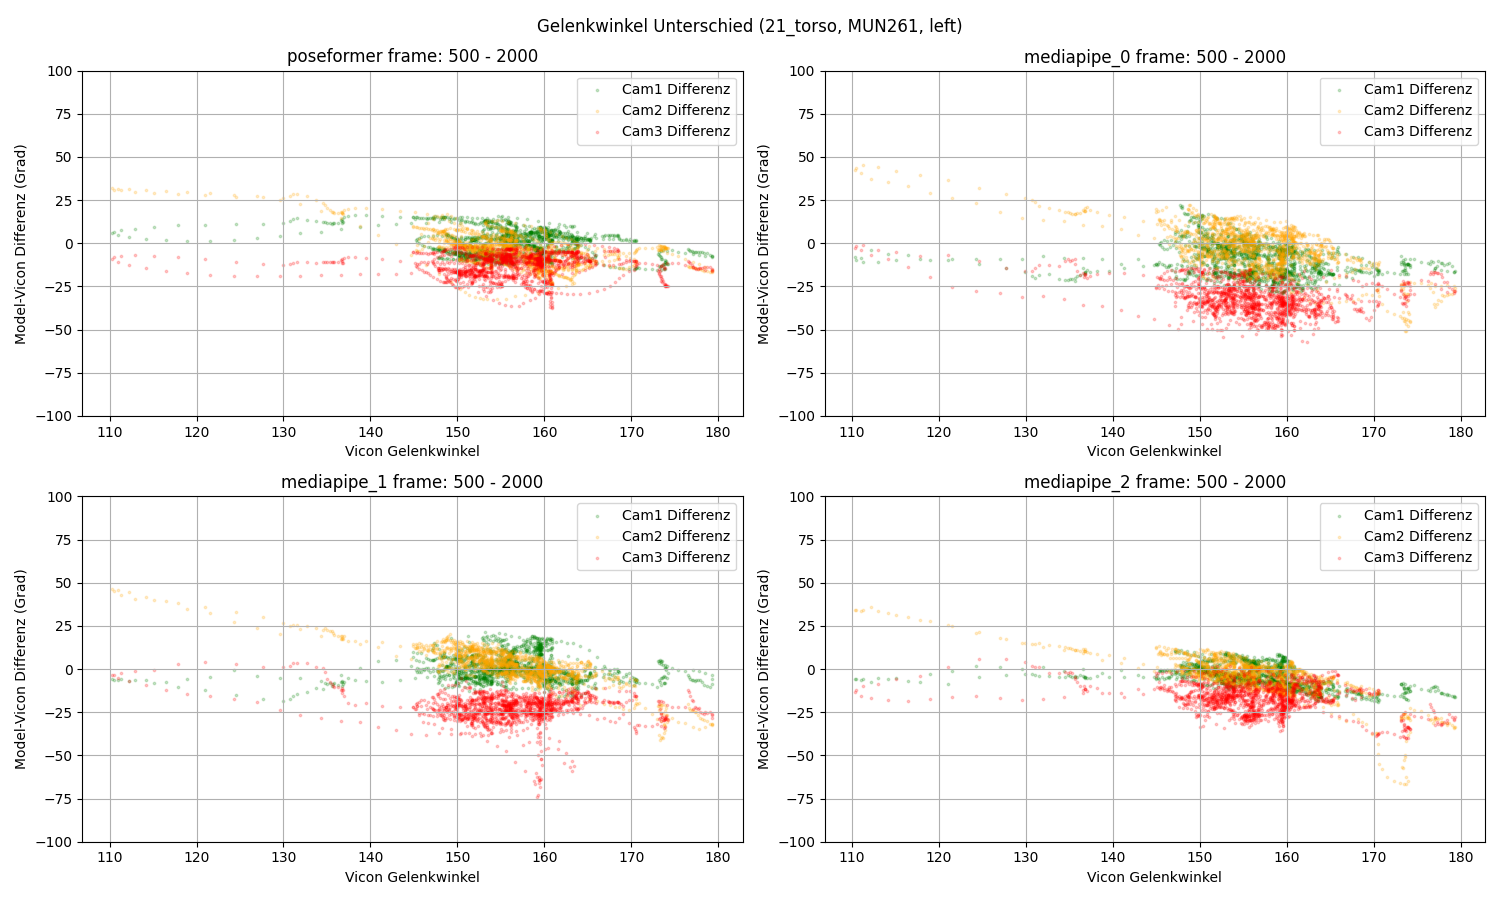 Gelenkwinkel Unterschied (21_torso, MUN261, left)
poseformer frame: 500 - 2000
100
75
50
25
0
−25
−50
−75
−100
Model-Vicon Differenz (Grad)
Cam1 Differenz
Cam2 Differenz
Cam3 Differenz
110 120 130 140 150 160 170 180
Vicon Gelenkwinkel
mediapipe_0 frame: 500 - 2000
100
75
50
25
0
−25
−50
−75
−100
Model-Vicon Differenz (Grad)
Cam1 Differenz
Cam2 Differenz
Cam3 Differenz
110 120 130 140 150 160 170 180
Vicon Gelenkwinkel
mediapipe_1 frame: 500 - 2000
100
75
50
25
0
−25
−50
−75
−100
Model-Vicon Differenz (Grad)
Cam1 Differenz
Cam2 Differenz
Cam3 Differenz
110 120 130 140 150 160 170 180
Vicon Gelenkwinkel
mediapipe_2 frame: 500 - 2000
100
75
50
25
0
−25
−50
−75
−100
Model-Vicon Differenz (Grad)
Cam1 Differenz
Cam2 Differenz
Cam3 Differenz
110 120 130 140 150 160 170 180
Vicon Gelenkwinkel